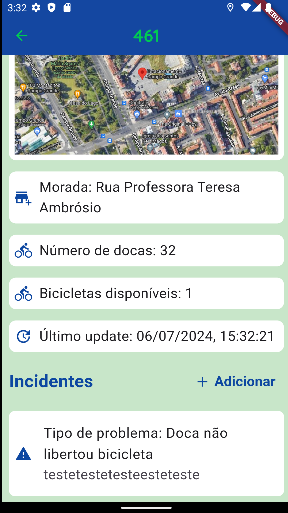 3:32
DEBUG
461
Morada: Rua Professora Teresa
Ambrósio
Número de docas: 32
Bicicletas disponíveis: 1
Último update: 06/07/2024, 15:32:21
Incidentes
+ Adicionar
Tipo de problema: Doca não
libertou bicicleta
testetestetesteesteteste